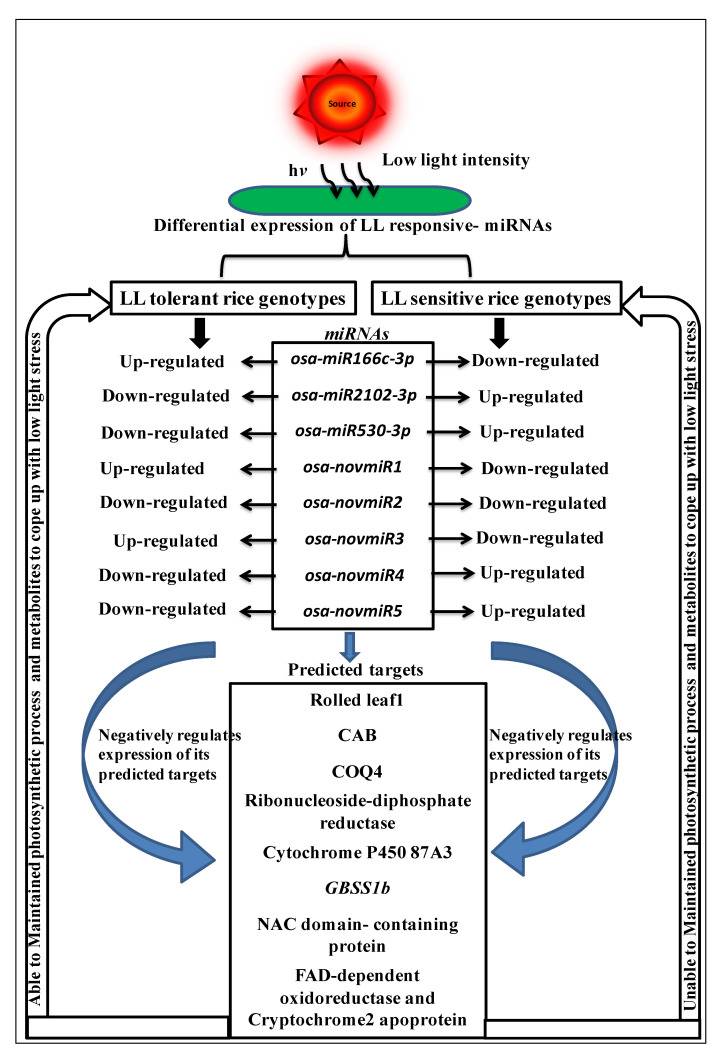 Source
Low light intensity
hν
Differential expression of LL responsive- miRNAs
LL tolerant rice genotypes
LL sensitive rice genotypes
miRNAs
Up-regulated osa-miR166c-3p Down-regulated
Down-regulated osa-miR2102-3p Up-regulated
Down-regulated osa-miR530-3p Up-regulated
Up-regulated osa-novmiR1 Down-regulated
Down-regulated osa-novmiR2 Down-regulated
Up-regulated osa-novmiR3 Down-regulated
Down-regulated osa-novmiR4 Up-regulated
Down-regulated osa-novmiR5 Up-regulated
Predicted targets
Rolled leaf1
CAB
COQ4
Ribonucleoside-diphosphate
reductase
Cytochrome P450 87A3
GBSS1b
NAC domain- containing
protein
FAD-dependent
oxidoreductase and
Cryptochrome2 apoprotein
Negatively regulates
expression of its
predicted targets
Negatively regulates
expression of its
predicted targets
Able to Maintained photosynthetic process and metabolites to cope up with low light stress
Unable to Maintained photosynthetic process and metabolites to cope up with low light stress